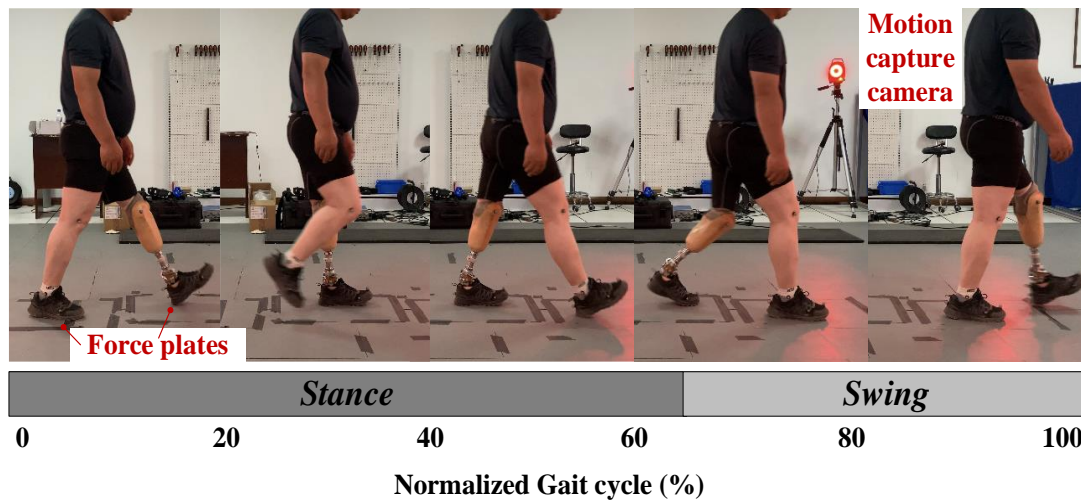 Motion
capture
camera
Force plates
Stance Swing
0 20 40 60 80 100
Normalized Gait cycle (%)